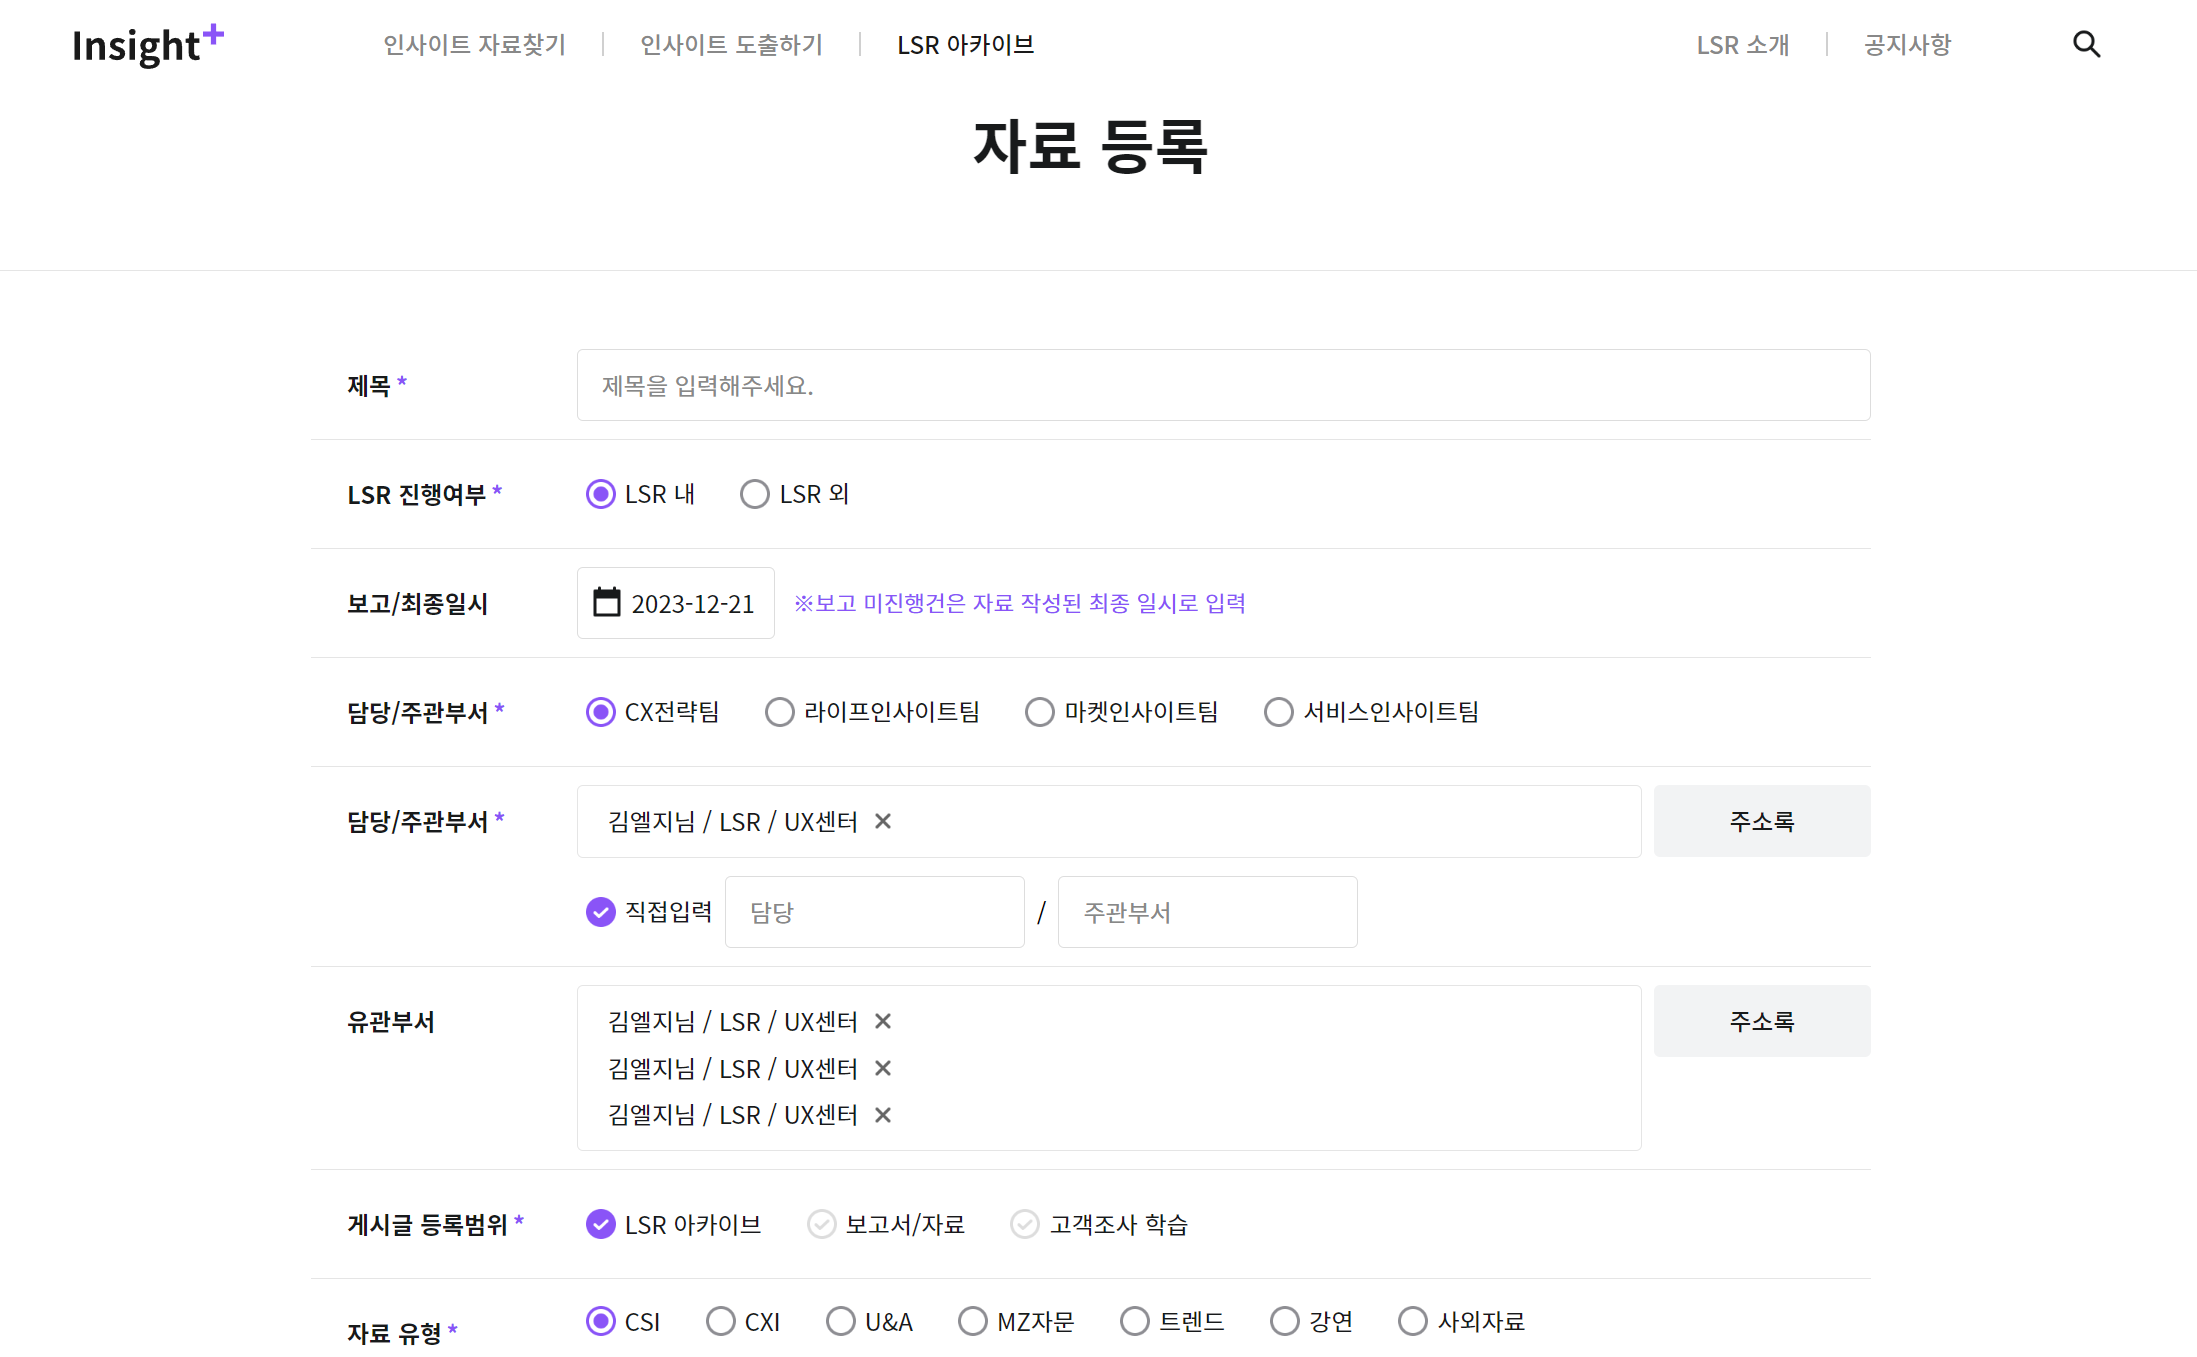 Insight+
인사이트 자료찾기 | 인사이트 도출하기 | LSR 아카이브
LSR 소개 | 공지사항
자료 등록
제목 *
제목을 입력해주세요.
LSR 진행여부 *
LSR 내 LSR 외
보고/최종일시
2023-12-21 ※보고 미진행건은 자료 작성된 최종 일시로 입력
담당/주관부서 *
CX전략팀 라이프인사이트팀 마켓인사이트팀 서비스인사이트팀
담당/주관부서 *
김엘지님 / LSR / UX센터
주소록
직접입력 담당 / 주관부서
유관부서
김엘지님 / LSR / UX센터
주소록
김엘지님 / LSR / UX센터
김엘지님 / LSR / UX센터
게시글 등록범위 *
LSR 아카이브 보고서/자료 고객조사 학습
자료 유형 *
CSI CXI U&A MZ자문 트렌드 강연 사외자료